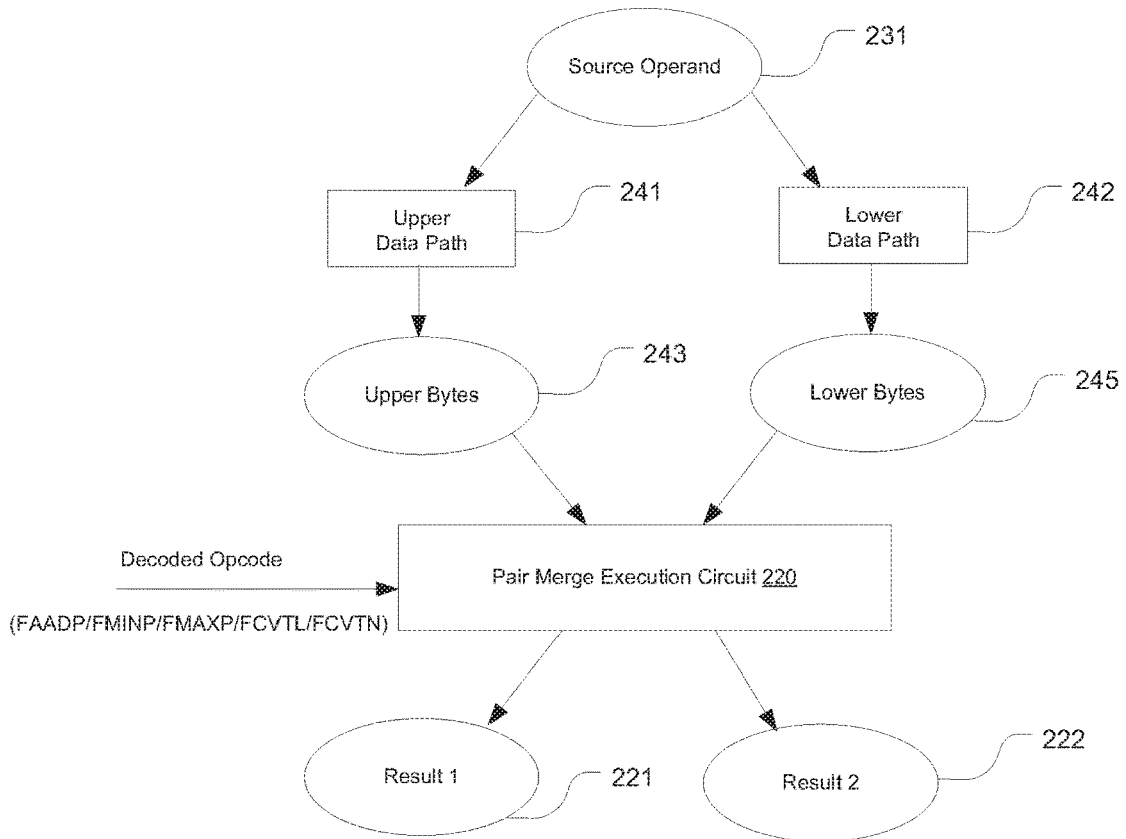 231
Source Operand
241
242
Upper
Data Path
Lower
Data Path
243
245
Upper Bytes
Lower Bytes
Decoded Opcode
Pair Merge Execution Circuit 220
(FAADP/FMINP/FMAXP/FCVTL/FCVTN)
222
Result 1
221
Result 2